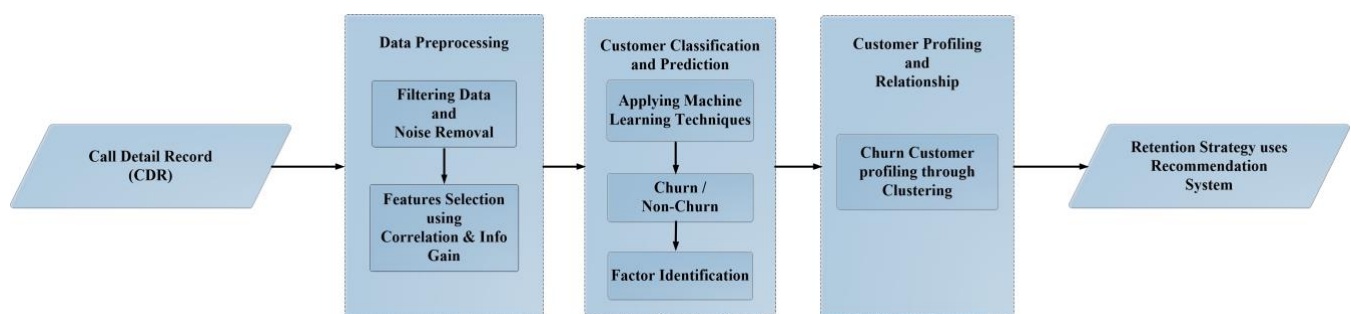 Call Detail Record
(CDR)
Data Preprocessing
Filtering Data
and
Noise Removal
Features Selection
using
Correlation & Info
Gain
Customer Classification
and Prediction
Applying Machine
Learning Techniques
Churn /
Non-Churn
Factor Identification
Customer Profiling
and
Relationship
Churn Customer
profiling through
Clustering
Retention Strategy uses
Recommendation
System